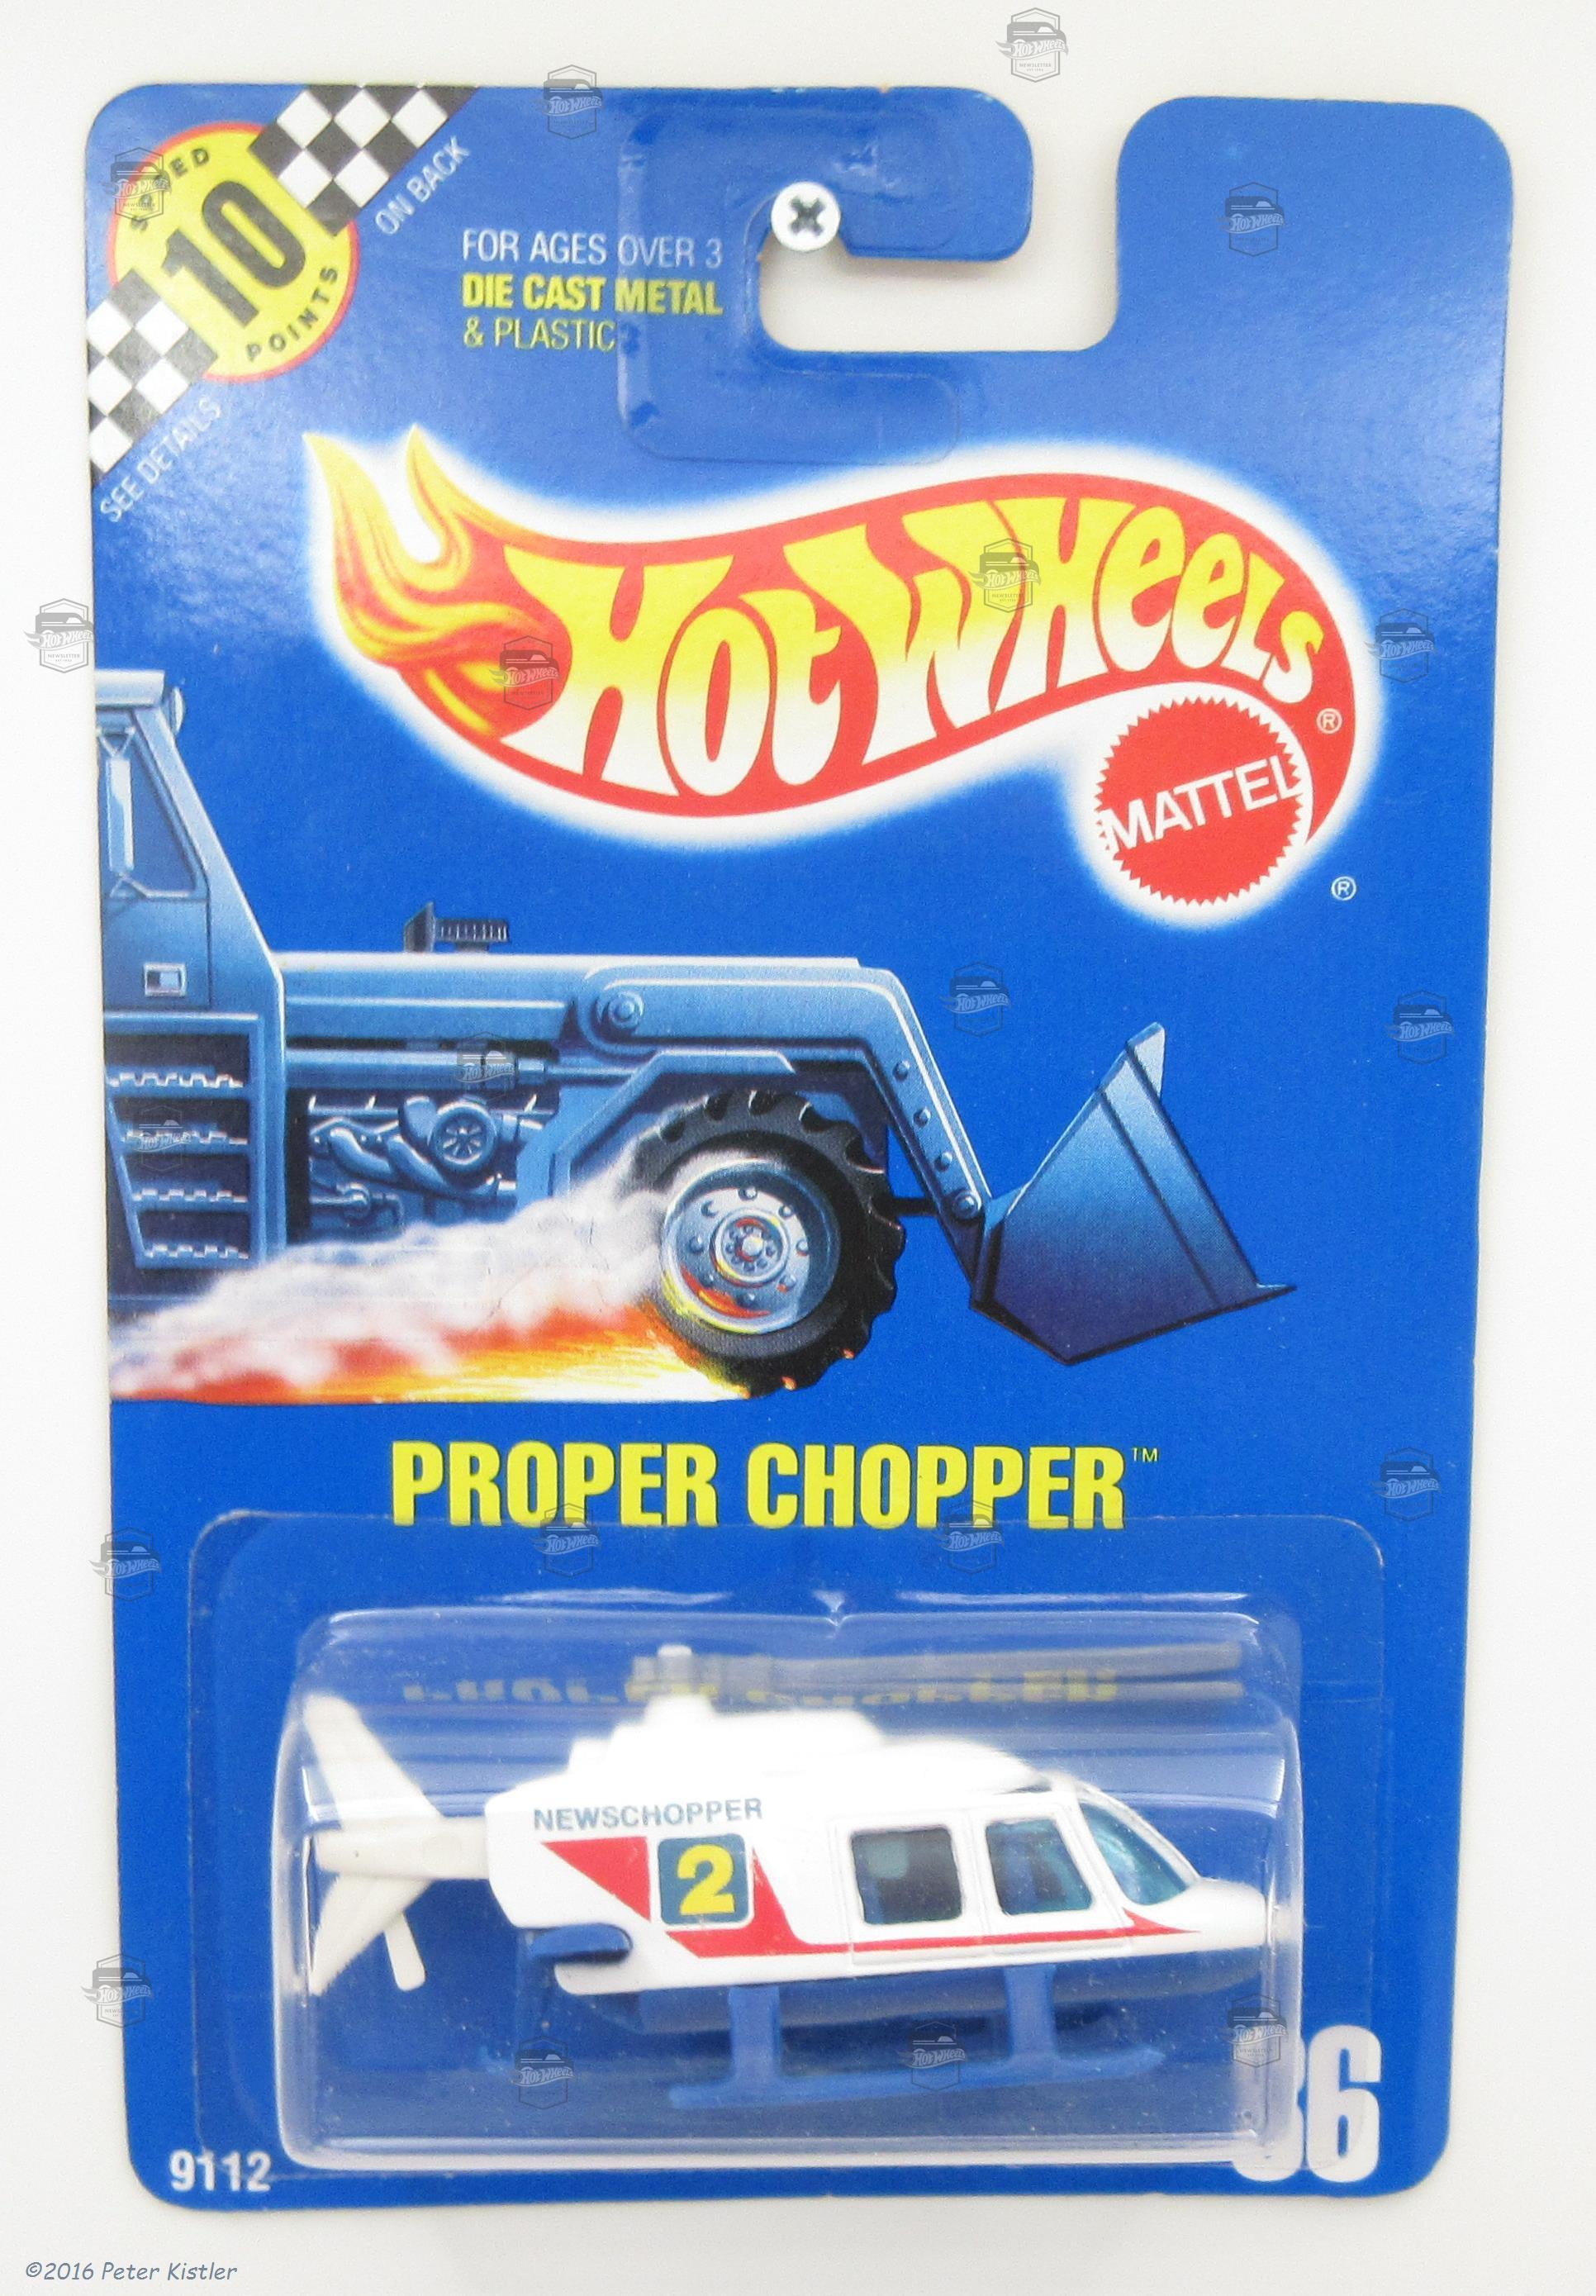 SPEED
10
POINTS
ON BACK
SEE DETAILS
FOR AGES OVER 3
DIE CAST METAL
& PLASTIC
HOT WHEELS®
MATTEL
®
PROPER CHOPPER™
NEWSCHOPPER
2
9112
©2016 Peter Kistler